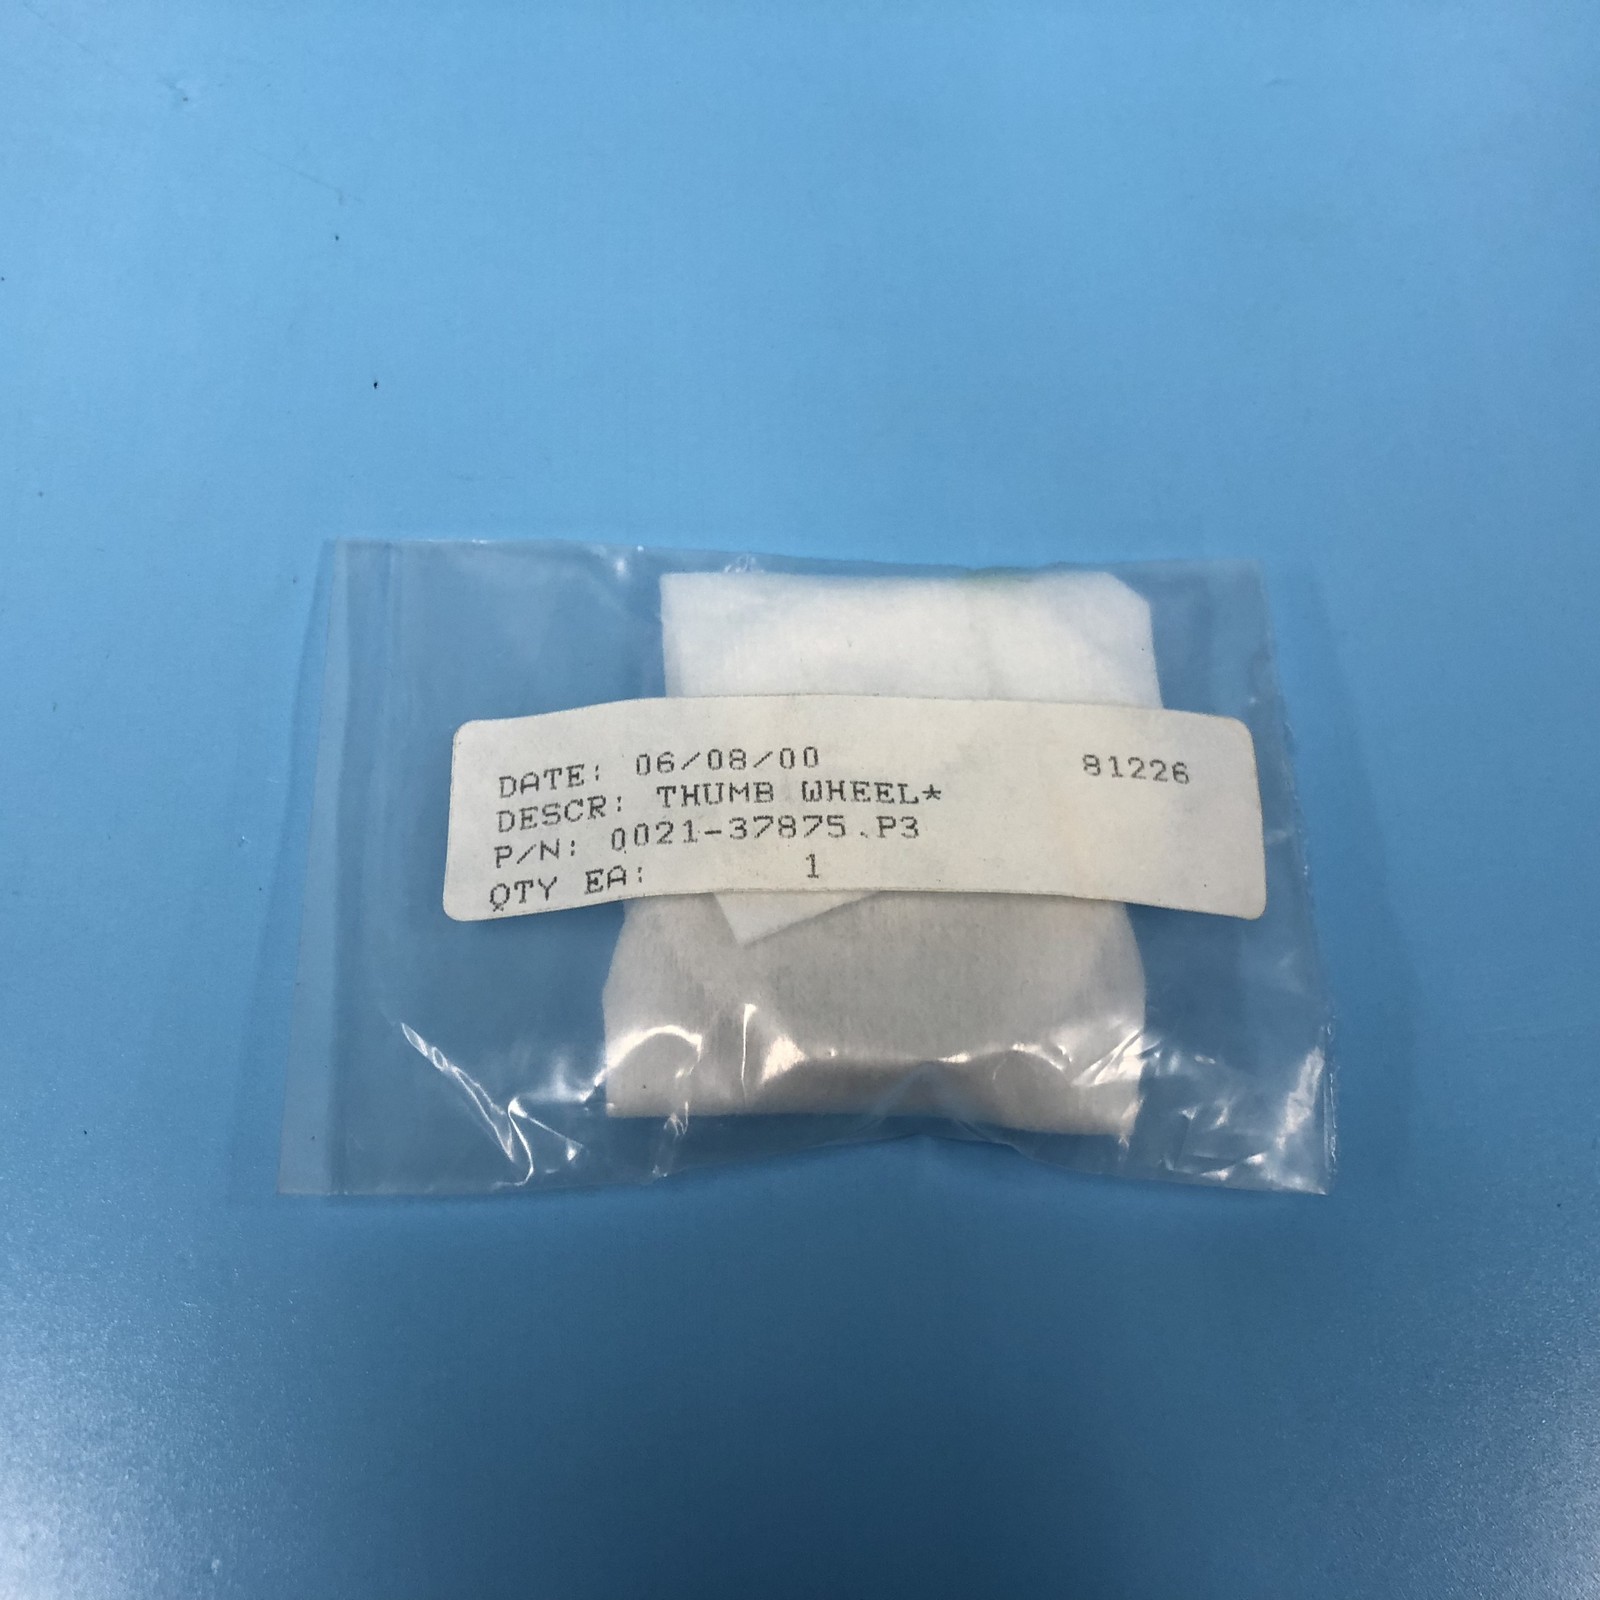 DATE: 06/08/00 81226
DESCR: THUMB WHEEL*
P/N: 0021-37875.P3
QTY EA: 1